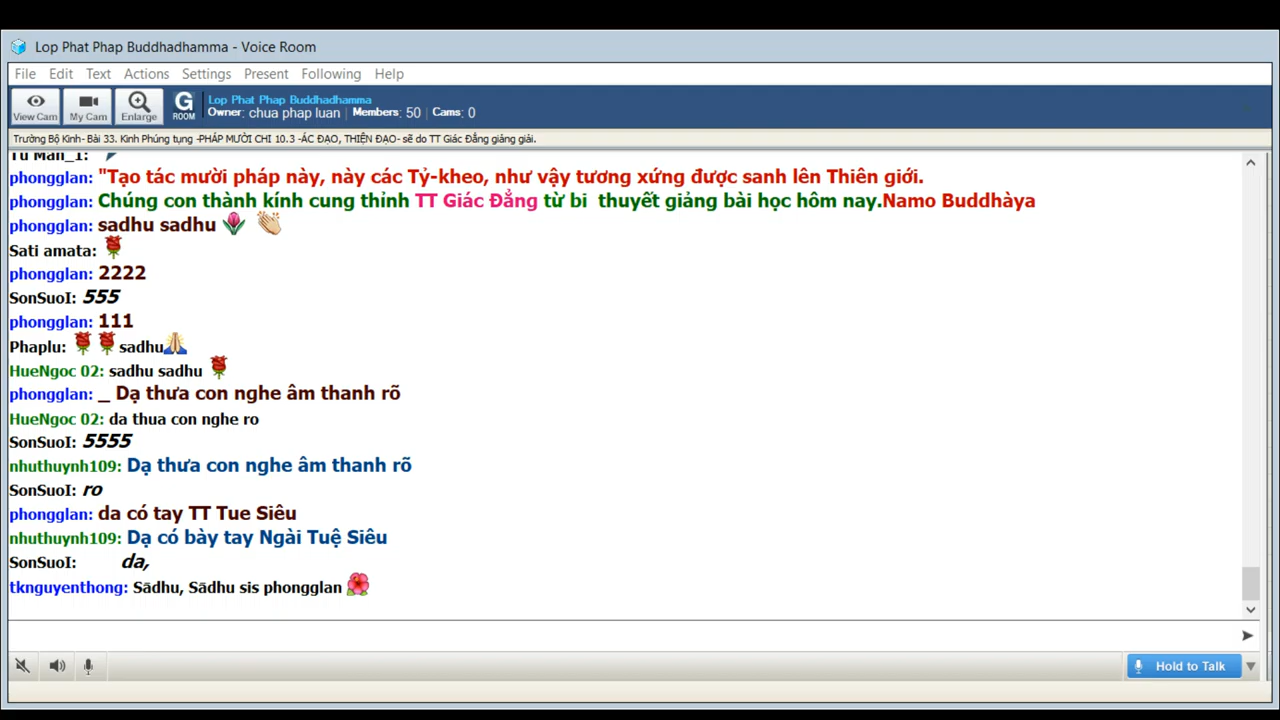 Lop Phat Phap Buddhadhamma - Voice Room
File Edit Text Actions Settings Present Following Help
View Cam My Cam Enlarge G ROOM Lop Phat Phap Buddhadhamma
Owner: chua phap luan | Members: 50 | Cams: 0
Trường Bộ Kinh- Bài 33. Kinh Phúng tụng -PHÁP MƯỜI CHI 10.3 -ÁC ĐẠO, THIỆN ĐẠO- sẽ do TT Giác Đẳng giảng giải.
Tu Man_1:
phongglan: "Tạo tác mười pháp này, này các Tỷ-kheo, như vậy tương xứng được sanh lên Thiên giới.
phongglan: Chúng con thành kính cung thỉnh TT Giác Đẳng từ bi thuyết giảng bài học hôm nay.Namo Buddhàya
phongglan: sadhu sadhu 🌷 👏
Sati amata: 🌹
phongglan: 2222
SonSuoI: 555
phongglan: 111
Phaplu: 🌹 🌹 sadhu🙏
HueNgoc 02: sadhu sadhu 🌹
phongglan: _ Dạ thưa con nghe âm thanh rõ
HueNgoc 02: da thua con nghe ro
SonSuoI: 5555
nhuthuynh109: Dạ thưa con nghe âm thanh rõ
SonSuoI: ro
phongglan: da có tay TT Tue Siêu
nhuthuynh109: Dạ có bày tay Ngài Tuệ Siêu
SonSuoI: da,
tknguyenthong: Sādhu, Sādhu sis phongglan 🌺
Hold to Talk